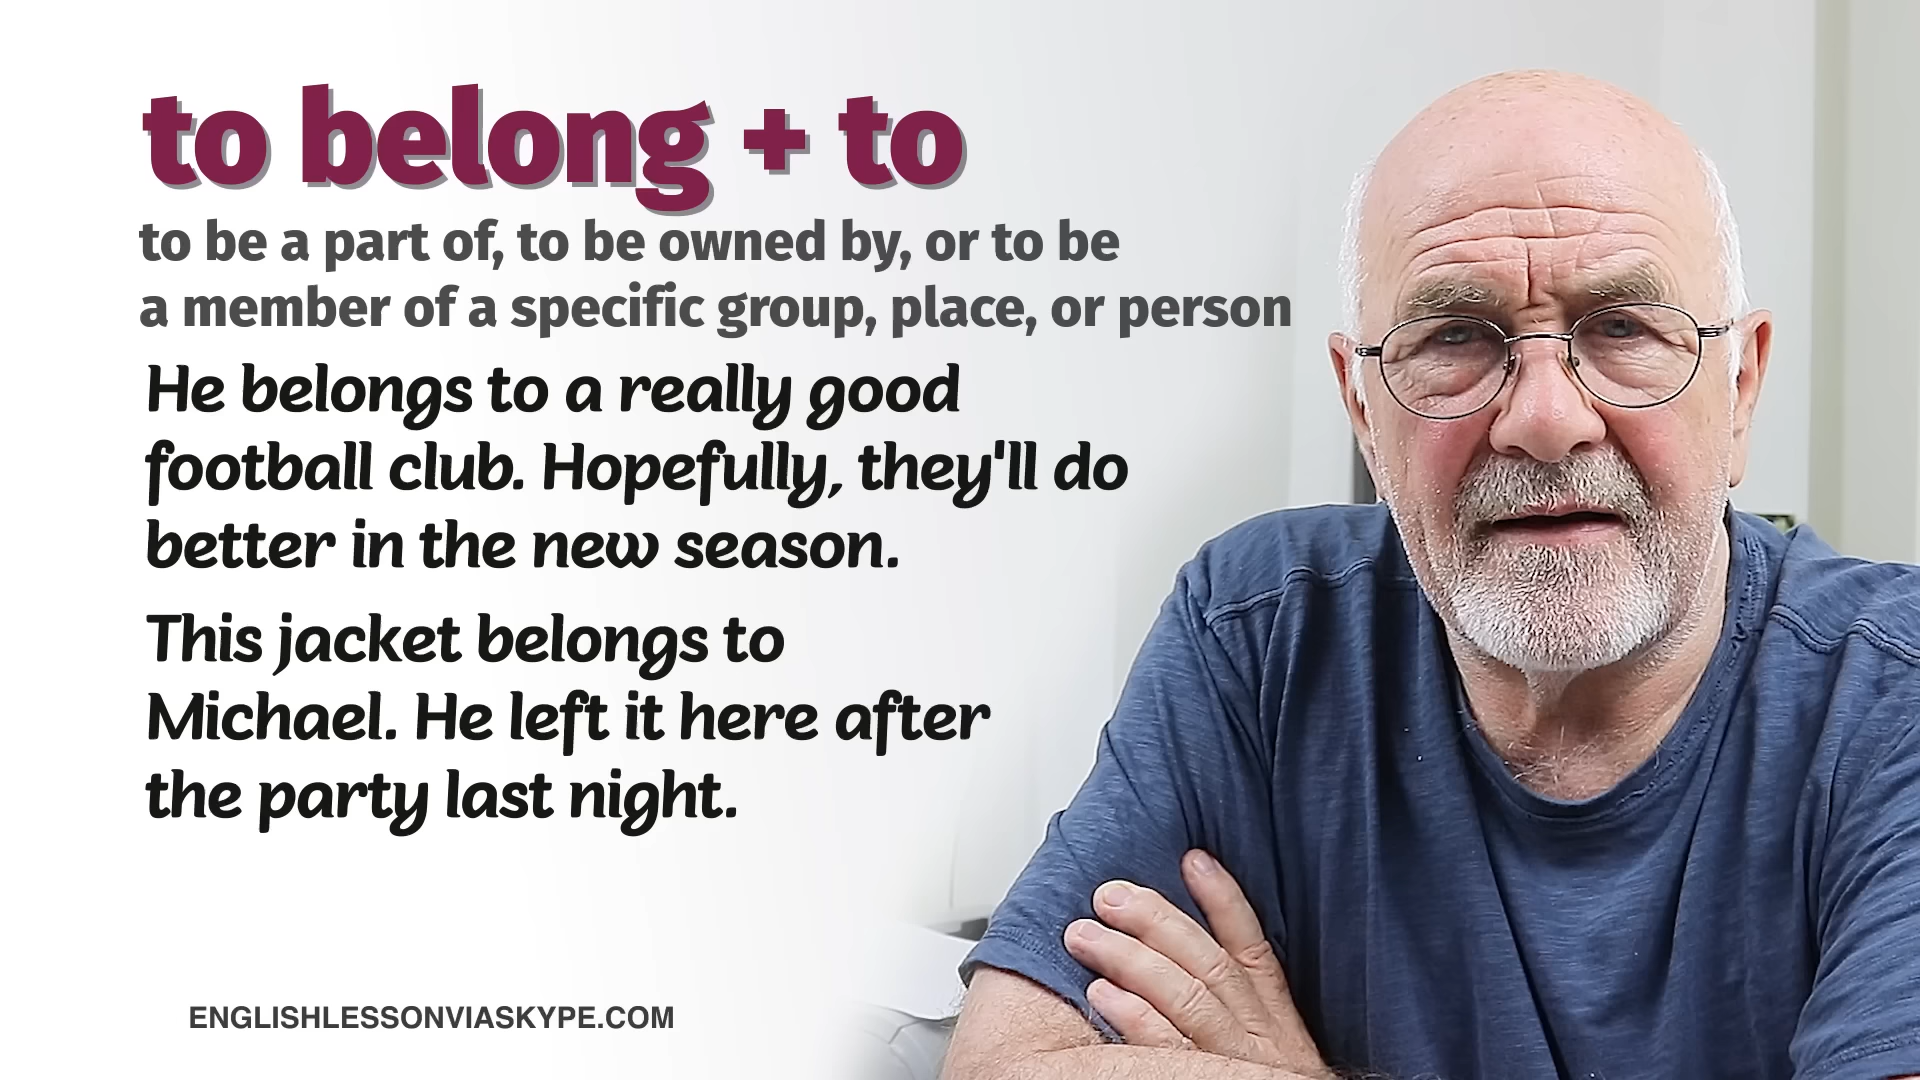 to belong + to
to be a part of, to be owned by, or to be
a member of a specific group, place, or person
He belongs to a really good
football club. Hopefully, they'll do
better in the new season.
This jacket belongs to
Michael. He left it here after
the party last night.
ENGLISHLESSONVIASKYPE.COM